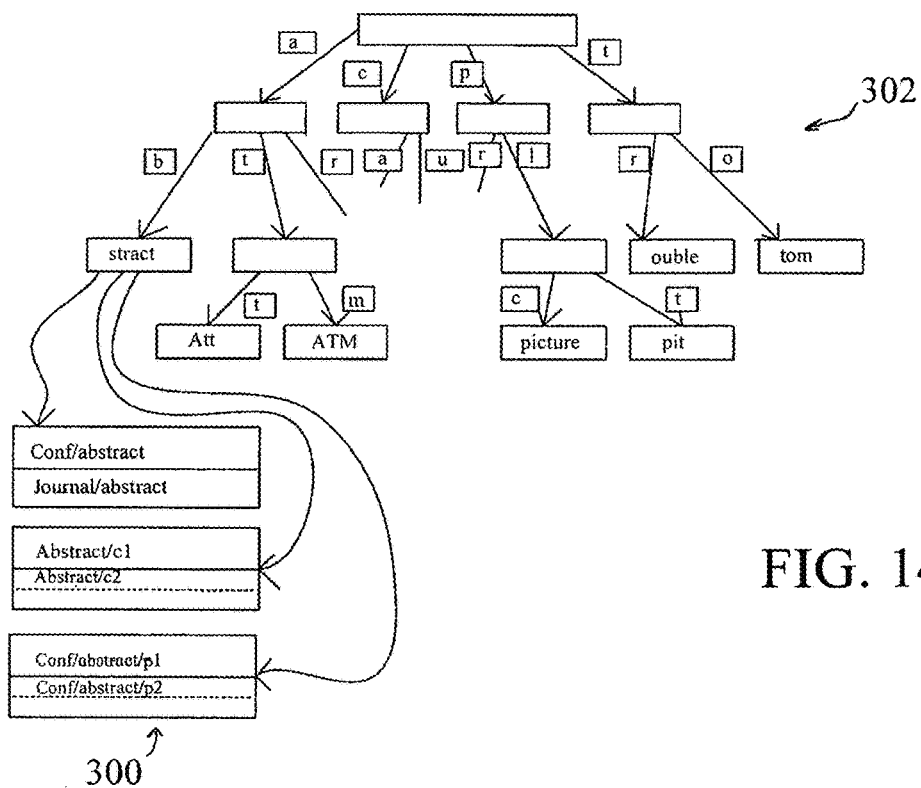 a
c
p
t
302
b
t
r
a
u
r
l
r
o
stract
ouble
tom
t
m
c
t
Att
ATM
picture
pit
Conf/abstract
Journal/abstract
Abstract/c1
Abstract/c2
Conf/abstract/p1
Conf/abstract/p2
300
FIG. 14